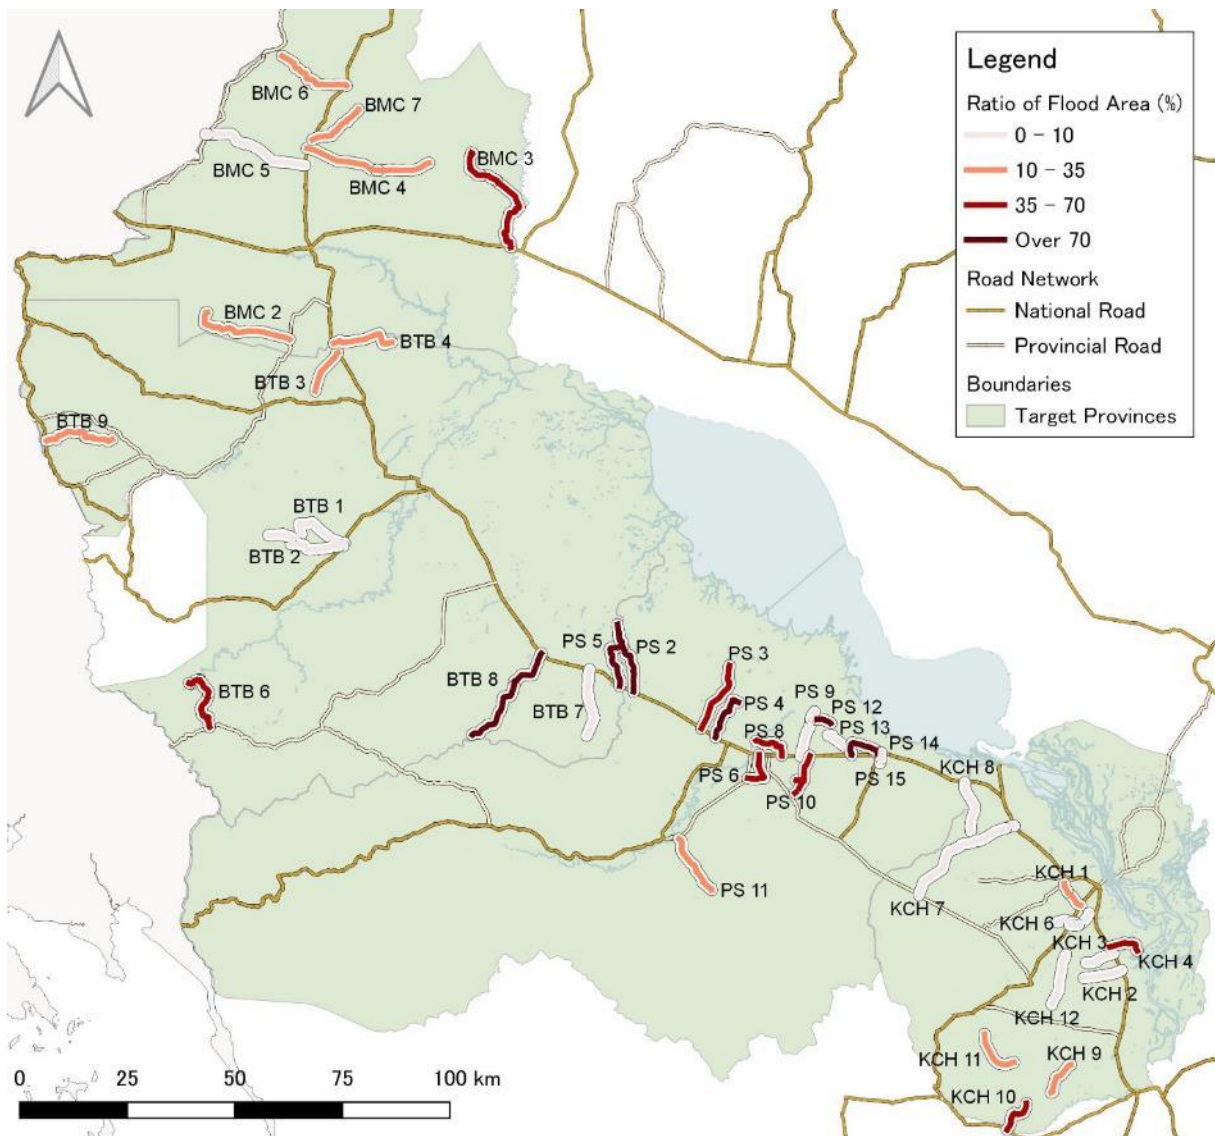 Legend
Ratio of Flood Area (%)
0 – 10
10 – 35
35 – 70
Over 70
Road Network
National Road
Provincial Road
Boundaries
Target Provinces
BMC 6
BMC 7
BMC 3
BMC 5
BMC 4
BMC 2
BTB 4
BTB 3
BTB 9
BTB 1
BTB 2
PS 5
PS 2
PS 3
BTB 8
BTB 6
BTB 7
PS 4
PS 9
PS 12
PS 13
PS 8
PS 14
PS 6
PS 15
PS 10
KCH 8
PS 11
KCH 1
KCH 7
KCH 6
KCH 3
KCH 4
KCH 2
KCH 12
KCH 11
KCH 9
KCH 10
0 25 50 75 100 km